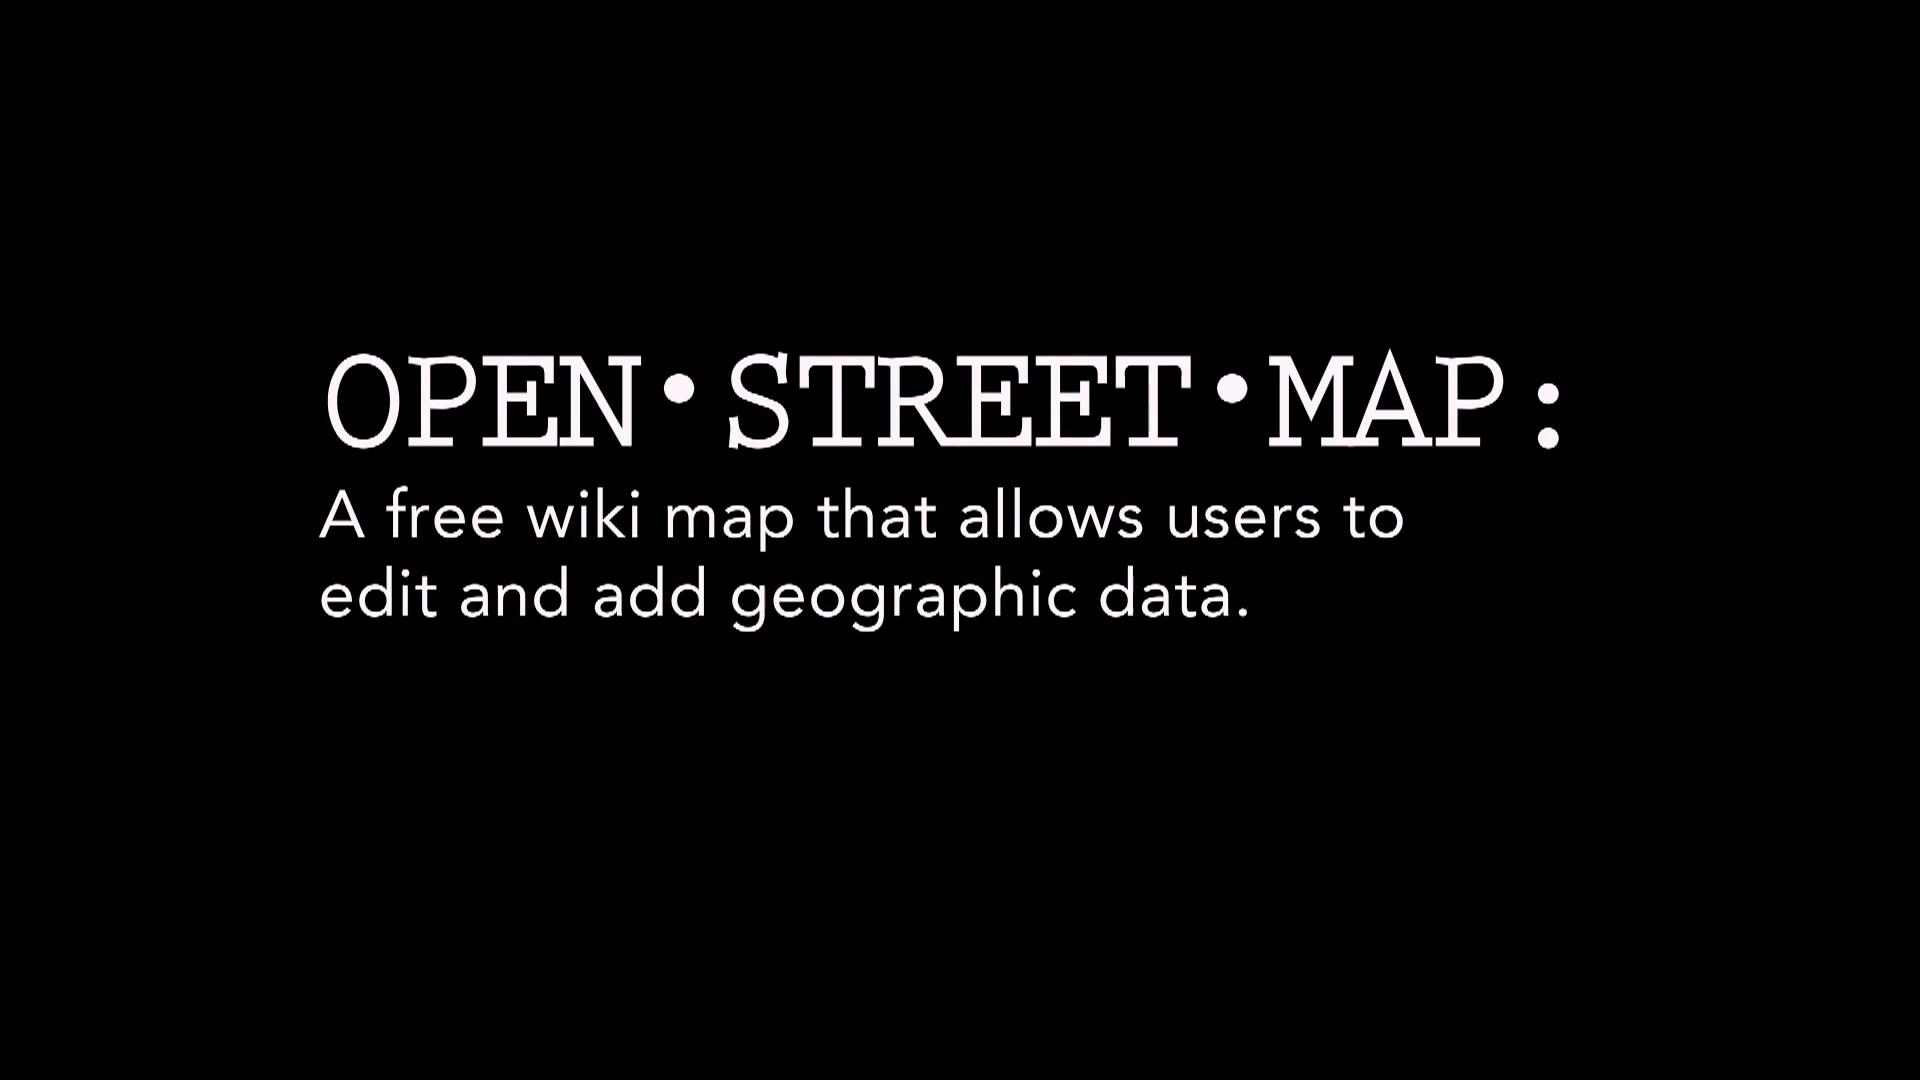 OPEN•STREET•MAP:
A free wiki map that allows users to
edit and add geographic data.